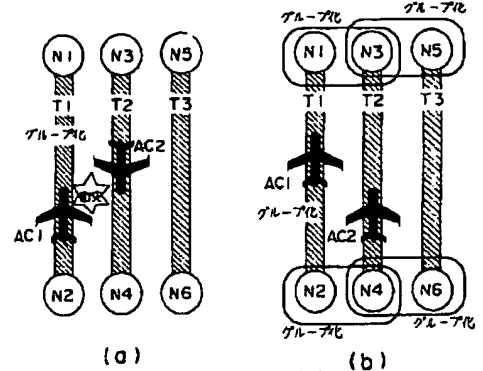 N1 N3 N5
T1 T2 T3
グループ化
AC2
AC1
N2 N4 N6
(a)
グループ化 グループ化
N1 N3 N5
T1 T2 T3
AC1
グループ化
AC2
N2 N4 N6
グループ化 グループ化
(b)